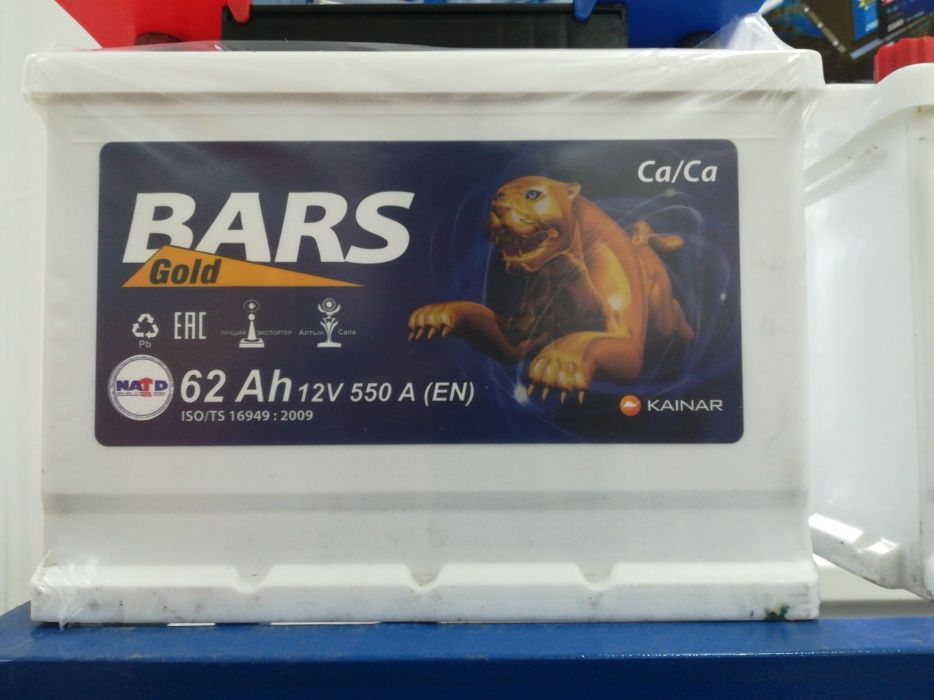 Ca/Ca
BARS
Gold
Pb
EAC
ЛУЧШИЙ ЭКСПОРТЕР
Алтын Сапа
62 Ah 12V 550 A (EN)
ISO/TS 16949 : 2009
KAINAR